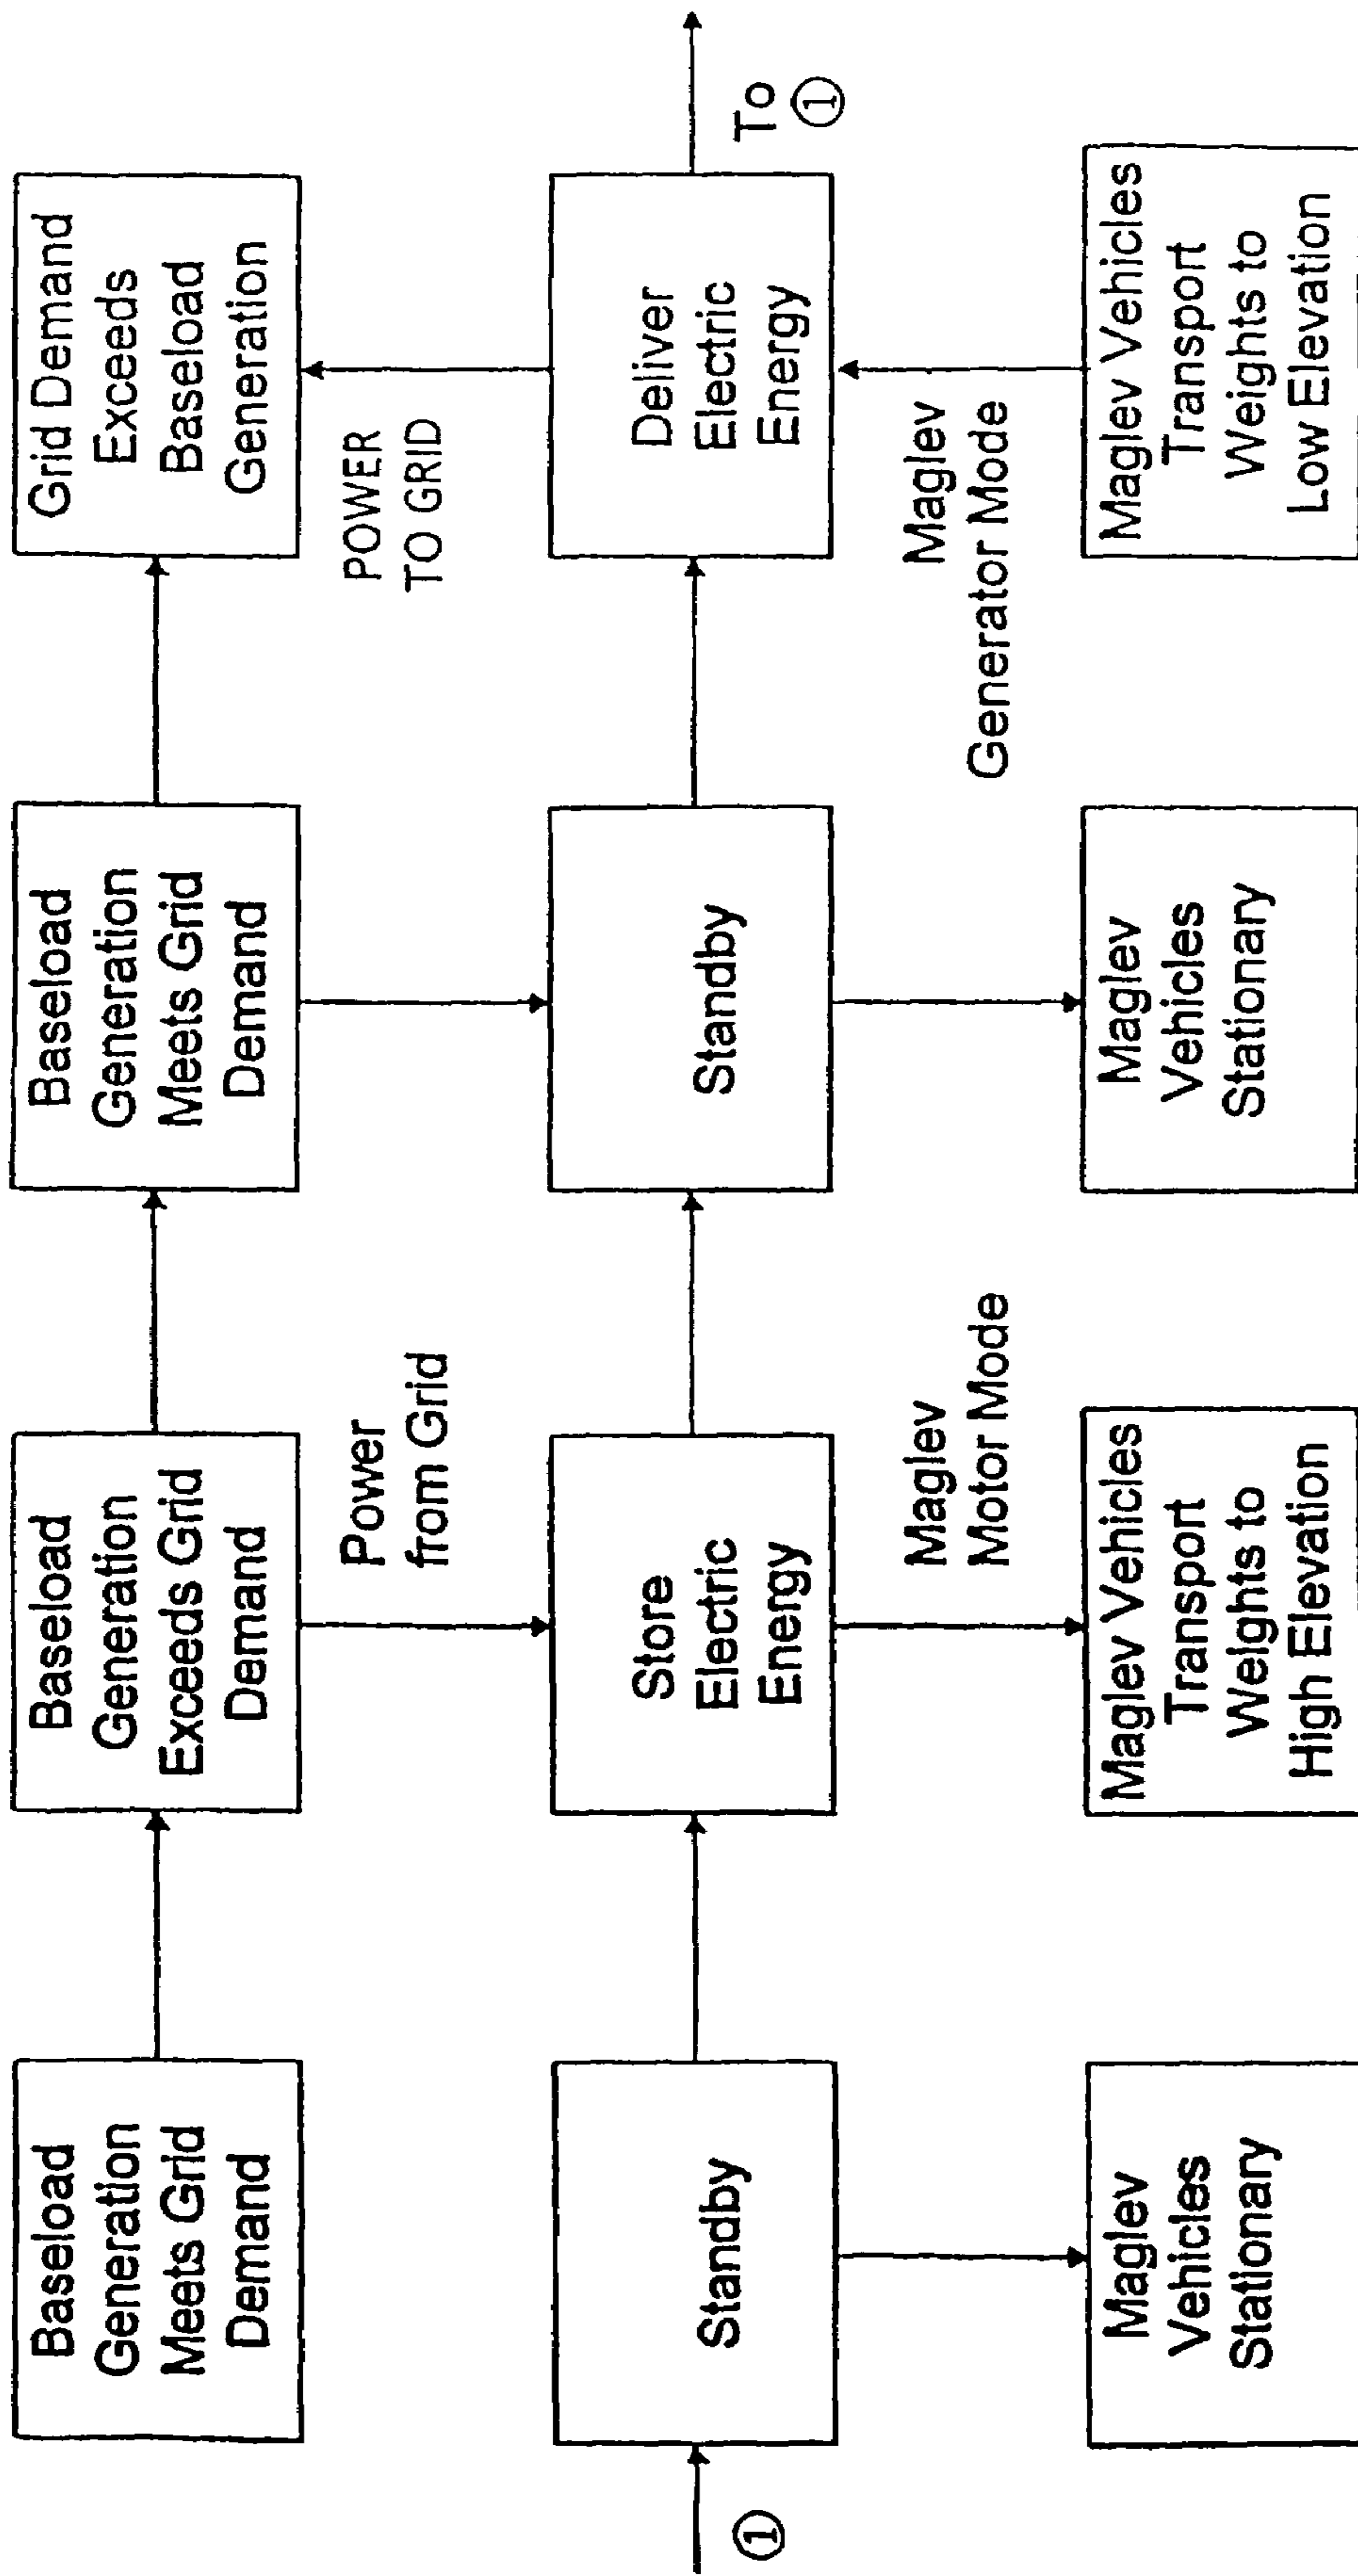 Baseload
Generation
Meets Grid
Demand
Baseload
Generation
Exceeds Grid
Demand
Baseload
Generation
Meets Grid
Demand
Grid Demand
Exceeds
Baseload
Generation
Power
from Grid
POWER
TO GRID
①
Standby
Store
Electric
Energy
Standby
Deliver
Electric
Energy
To
①
Maglev
Motor Mode
Maglev
Generator Mode
Maglev
Vehicles
Stationary
Maglev Vehicles
Transport
Weights to
High Elevation
Maglev
Vehicles
Stationary
Maglev Vehicles
Transport
Weights to
Low Elevation